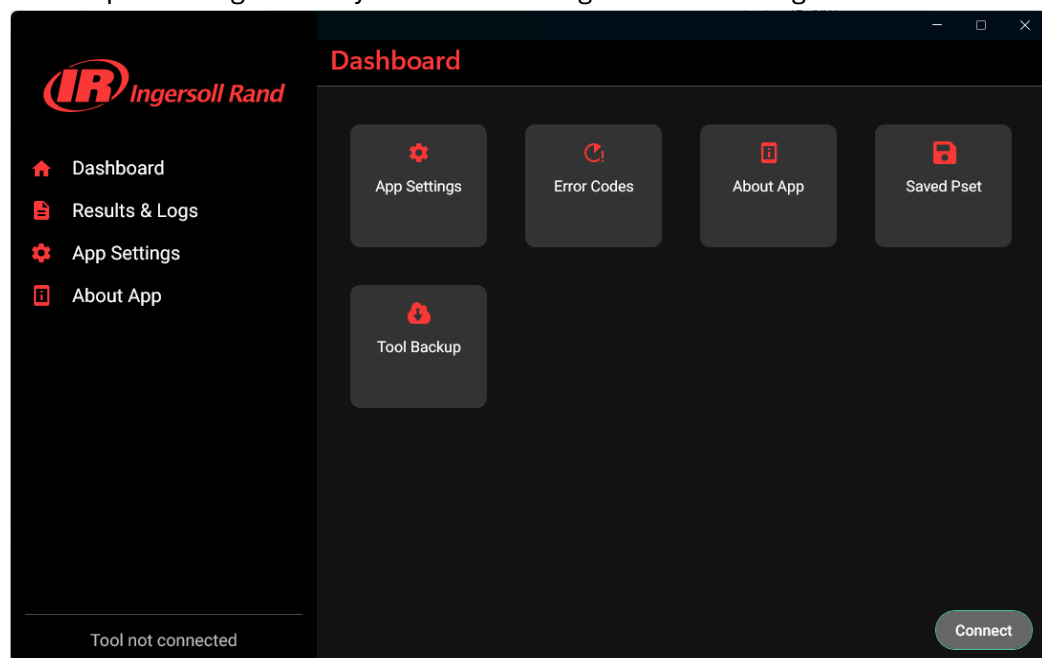 Dashboard
IR Ingersoll Rand
Dashboard
Results & Logs
App Settings
About App
App Settings
Error Codes
About App
Saved Pset
Tool Backup
Tool not connected
Connect